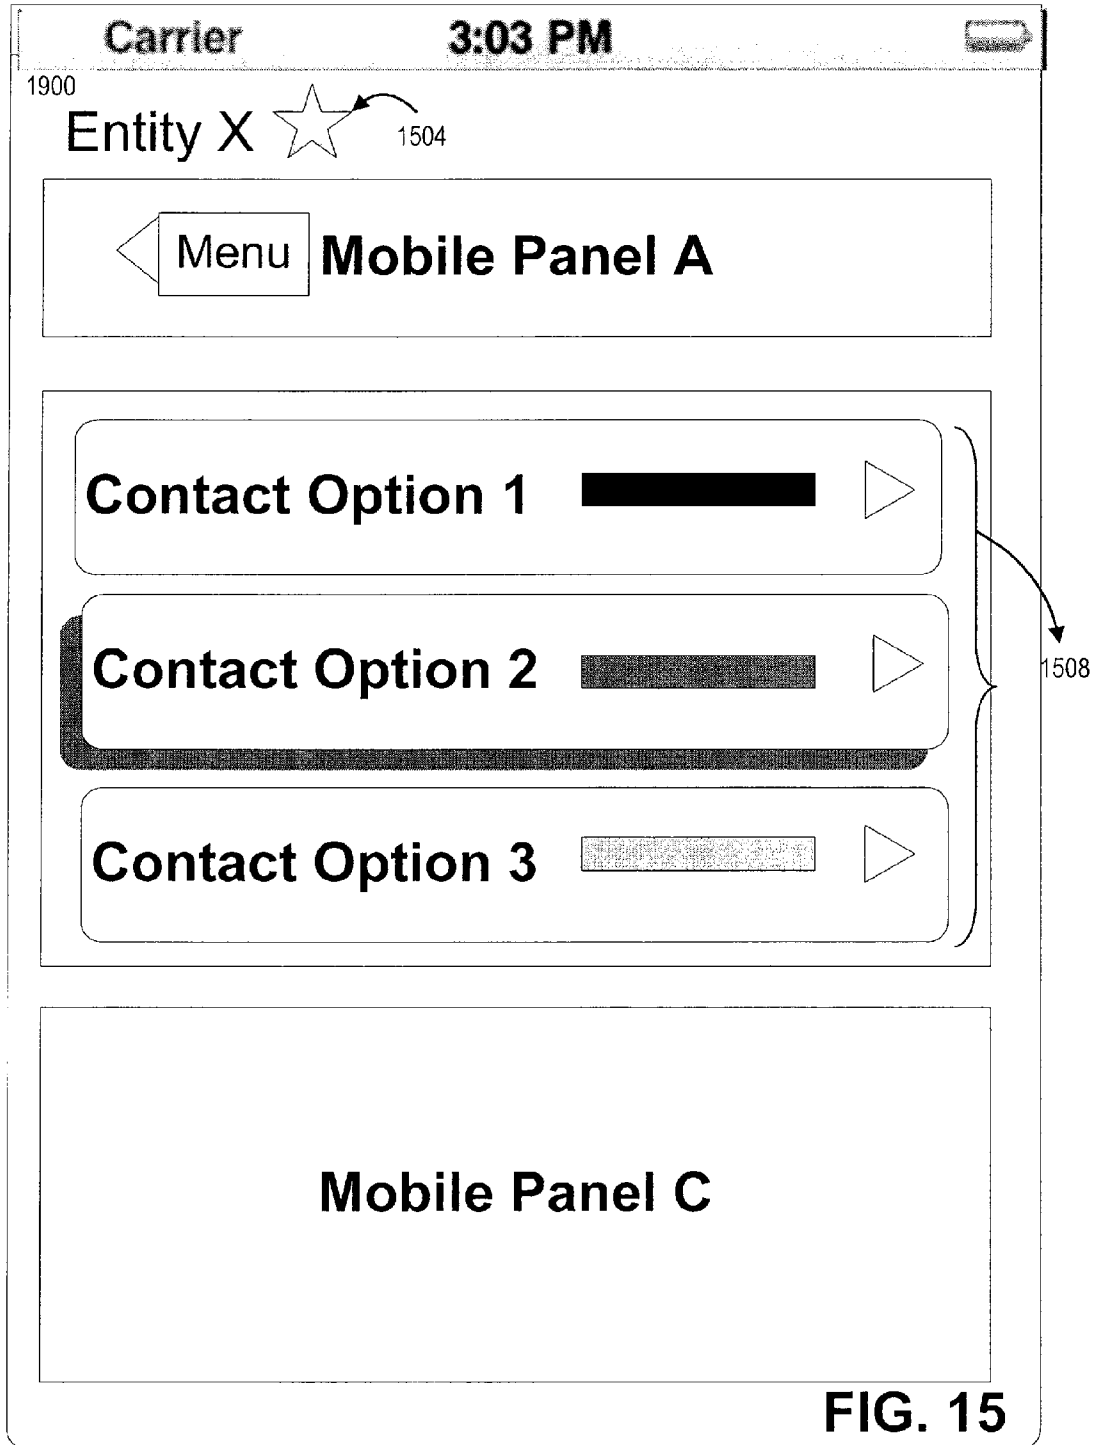 Carrier 3:03 PM
1900
Entity X
1504
Menu Mobile Panel A
Contact Option 1
Contact Option 2
1508
Contact Option 3
Mobile Panel C
FIG. 15